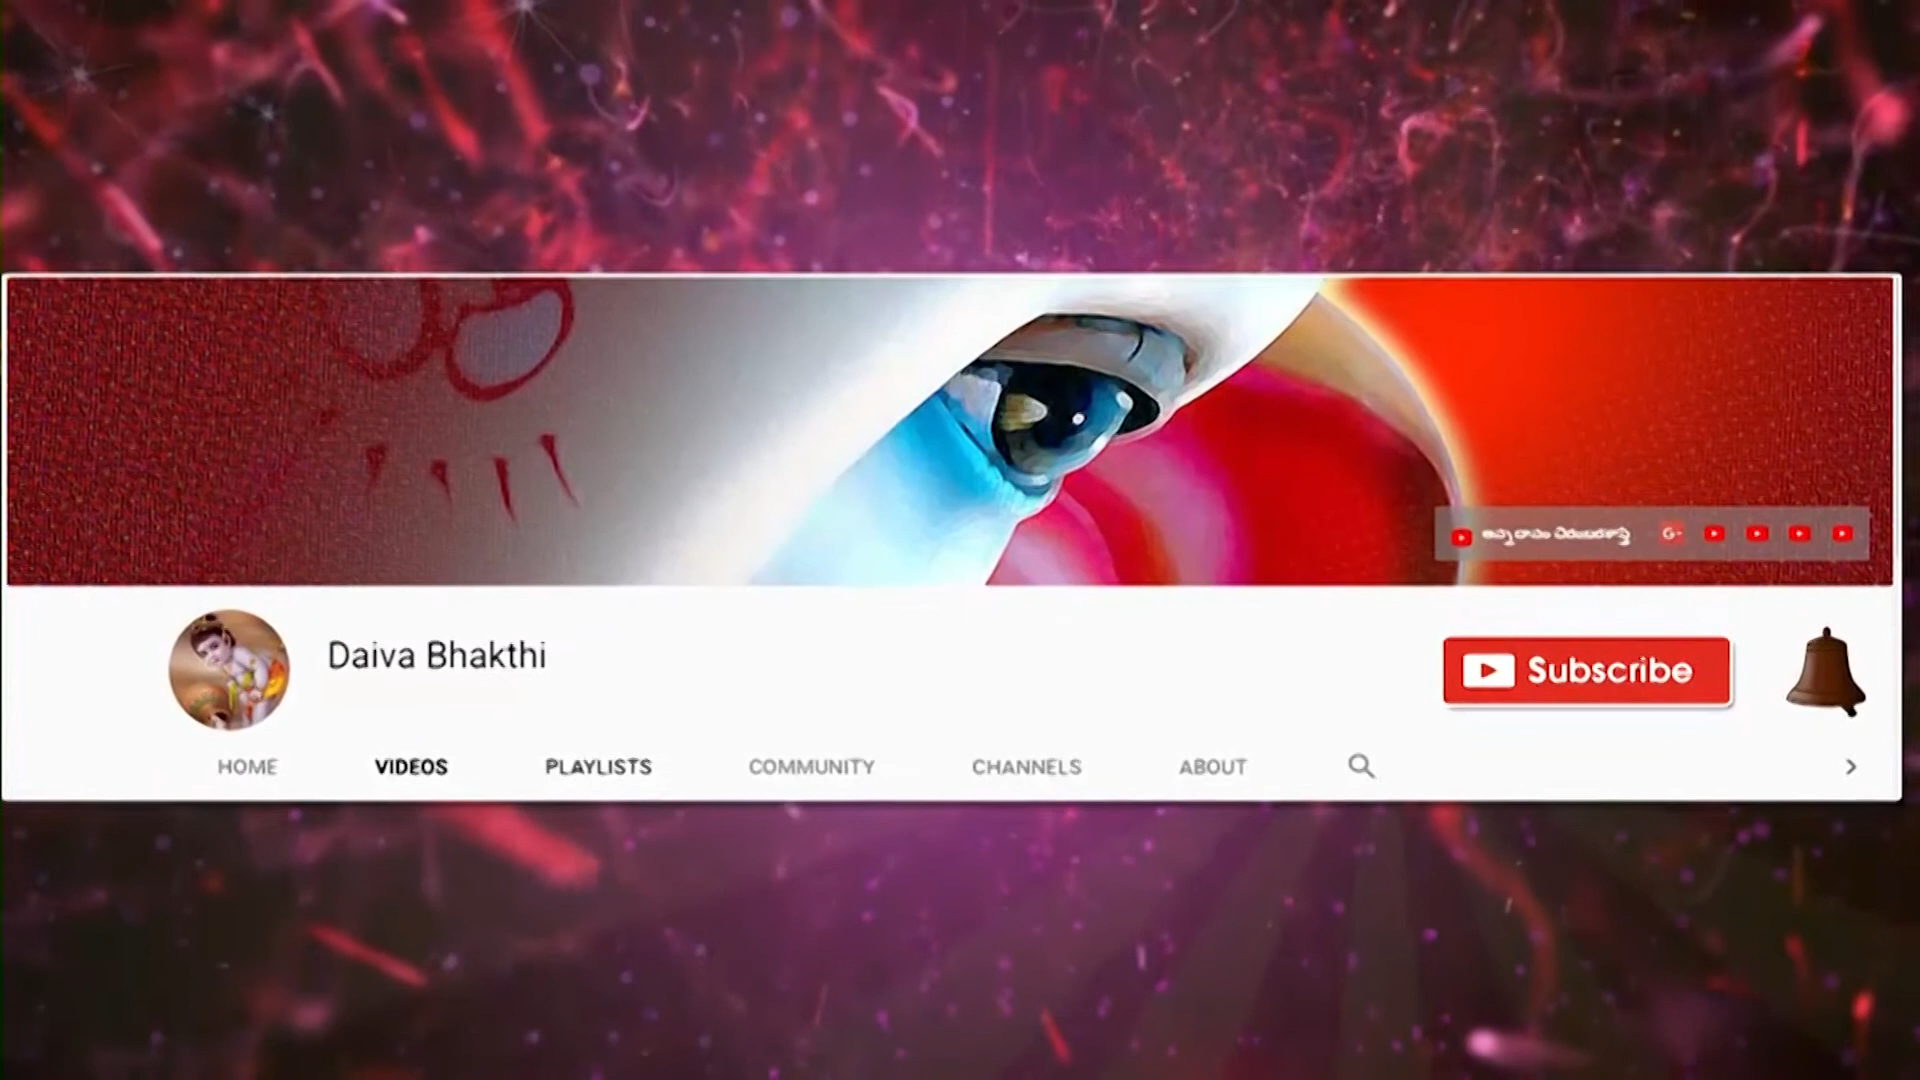 Daiva Bhakthi
Subscribe
HOME VIDEOS PLAYLISTS COMMUNITY CHANNELS ABOUT